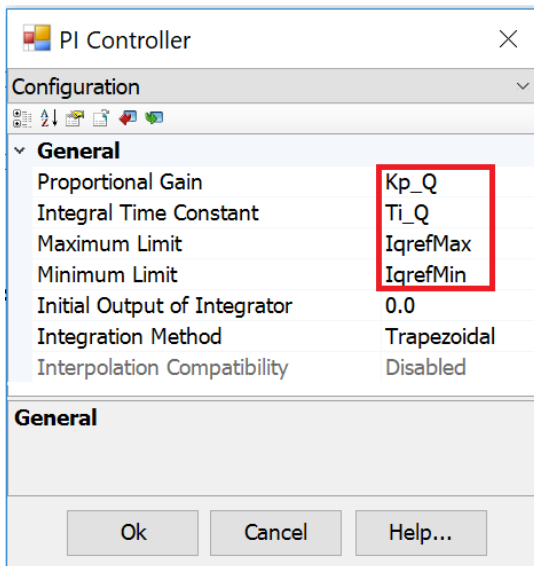 PI Controller
Configuration
General
Proportional Gain Kp_Q
Integral Time Constant Ti_Q
Maximum Limit IqrefMax
Minimum Limit IqrefMin
Initial Output of Integrator 0.0
Integration Method Trapezoidal
Interpolation Compatibility Disabled
General
Ok Cancel Help...